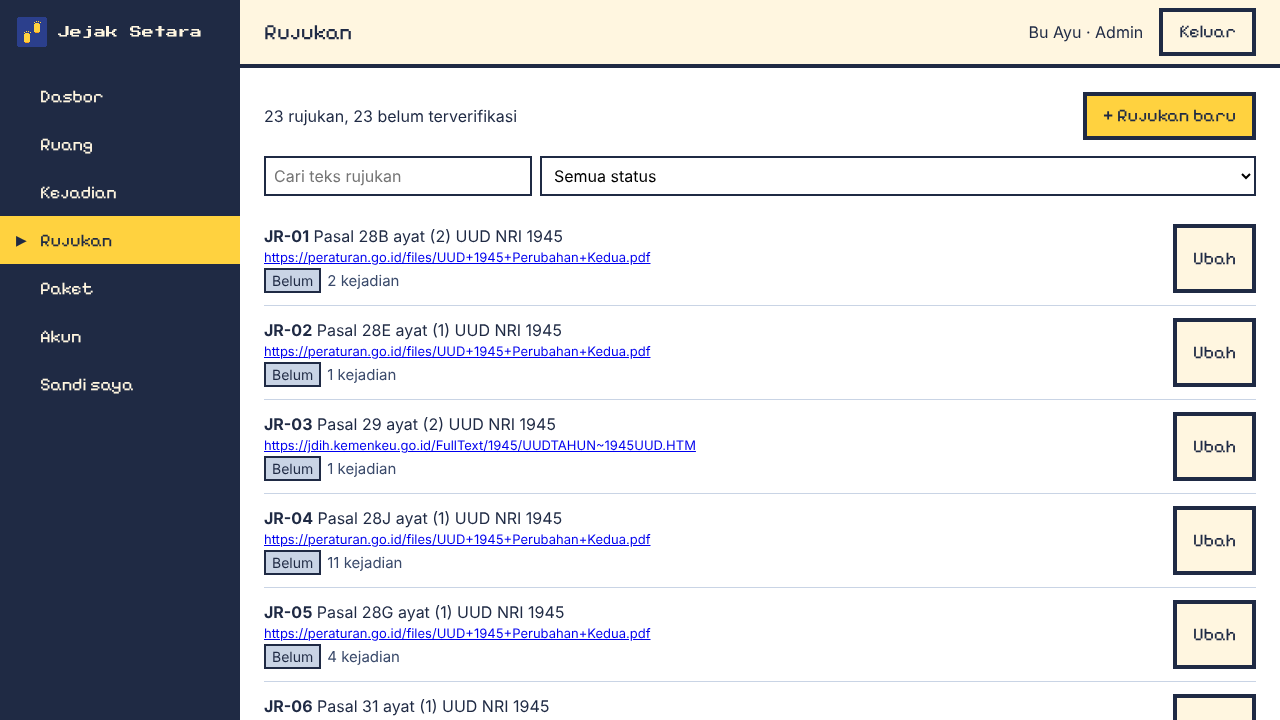 Jejak Setara
Rujukan
Bu Ayu · Admin
Keluar
Dasbor
Ruang
Kejadian
▶ Rujukan
Paket
Akun
Sandi saya
23 rujukan, 23 belum terverifikasi
+ Rujukan baru
Cari teks rujukan
Semua status
JR-01 Pasal 28B ayat (2) UUD NRI 1945
https://peraturan.go.id/files/UUD+1945+Perubahan+Kedua.pdf
Belum 2 kejadian
Ubah
JR-02 Pasal 28E ayat (1) UUD NRI 1945
https://peraturan.go.id/files/UUD+1945+Perubahan+Kedua.pdf
Belum 1 kejadian
Ubah
JR-03 Pasal 29 ayat (2) UUD NRI 1945
https://jdih.kemenkeu.go.id/FullText/1945/UUDTAHUN~1945UUD.HTM
Belum 1 kejadian
Ubah
JR-04 Pasal 28J ayat (1) UUD NRI 1945
https://peraturan.go.id/files/UUD+1945+Perubahan+Kedua.pdf
Belum 11 kejadian
Ubah
JR-05 Pasal 28G ayat (1) UUD NRI 1945
https://peraturan.go.id/files/UUD+1945+Perubahan+Kedua.pdf
Belum 4 kejadian
Ubah
JR-06 Pasal 31 ayat (1) UUD NRI 1945